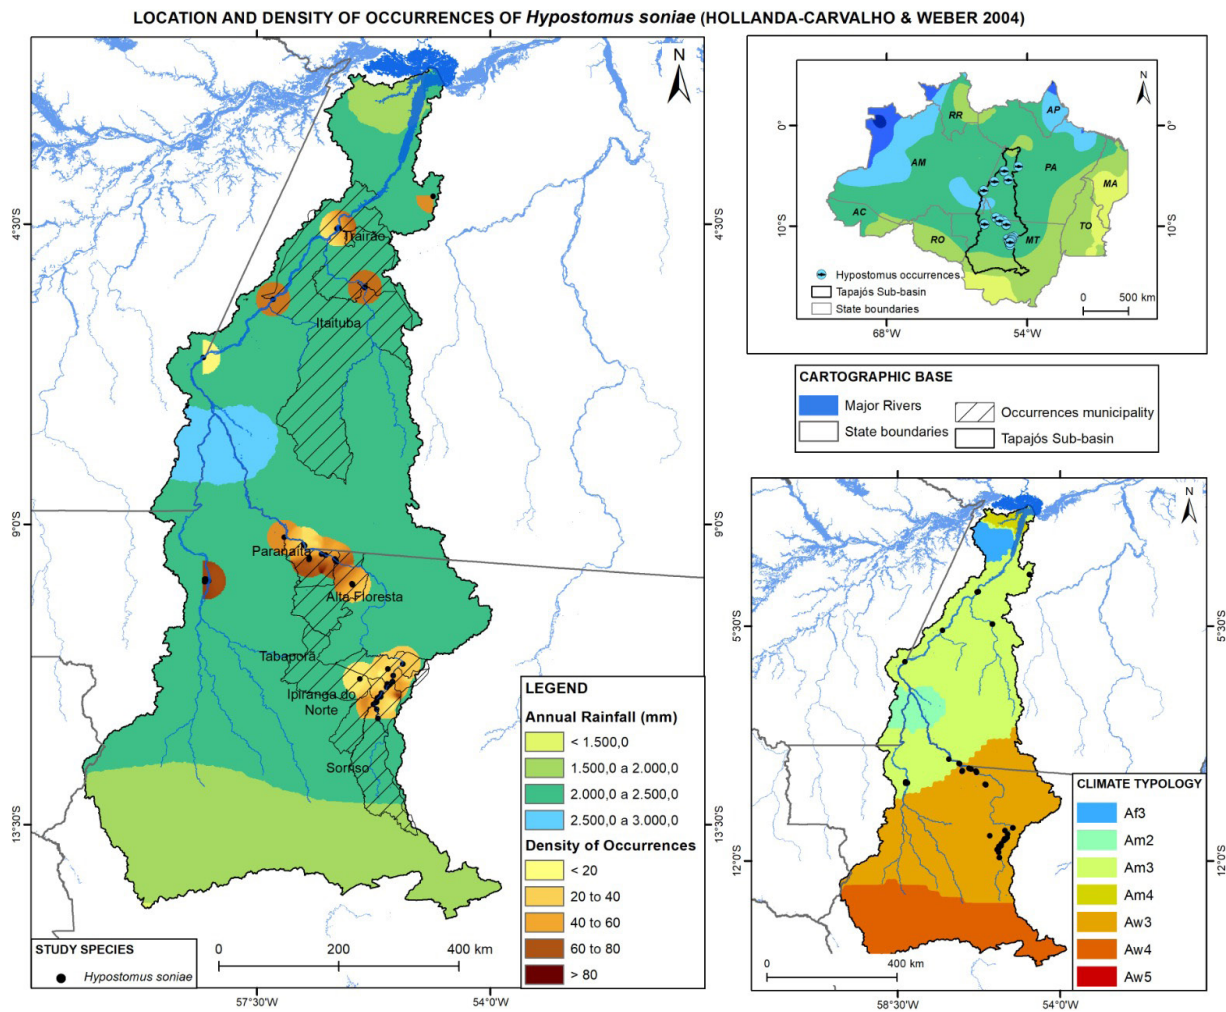 LOCATION AND DENSITY OF OCCURRENCES OF Hypostomus soniae (HOLLANDA-CARVALHO & WEBER 2004)
N
4°30'S
4°30'S
Trairão
Itaituba
9°0'S
9°0'S
Paranaíta
Alta Floresta
Tabaporã
Ipiranga do
Norte
Sorriso
13°30'S
13°30'S
LEGEND
Annual Rainfall (mm)
< 1.500,0
1.500,0 a 2.000,0
2.000,0 a 2.500,0
2.500,0 a 3.000,0
Density of Occurrences
< 20
20 to 40
40 to 60
60 to 80
> 80
STUDY SPECIES
Hypostomus soniae
0 200 400 km
57°30'W
54°0'W
N
0°
0°
RR
AP
AM
PA
MA
AC
TO
RO
MT
10°S
10°S
Hypostomus occurrences
Tapajós Sub-basin
State boundaries
0 500 km
68°W
54°W
CARTOGRAPHIC BASE
Major Rivers
State boundaries
Occurrences municipality
Tapajós Sub-basin
N
5°30'S
12°0'S
12°0'S
CLIMATE TYPOLOGY
Af3
Am2
Am3
Am4
Aw3
Aw4
Aw5
0 400 km
58°30'W
54°0'W